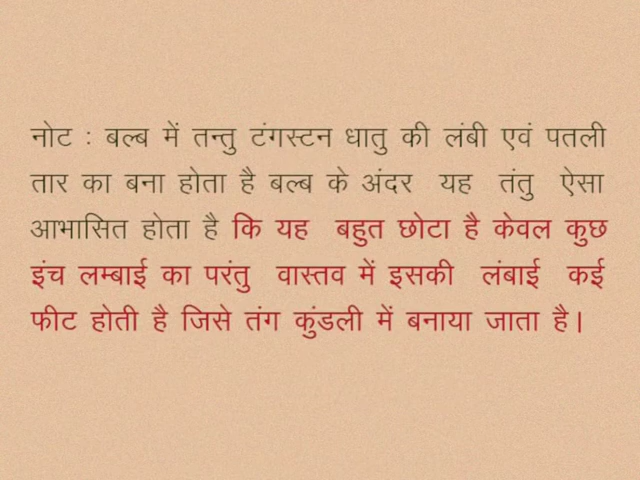 नोट : बल्ब में तन्तु टंगस्टन धातु की लंबी एवं पतली
तार का बना होता है बल्ब के अंदर यह तंतु ऐसा
आभासित होता है कि यह बहुत छोटा है केवल कुछ
इंच लम्बाई का परंतु वास्तव में इसकी लंबाई कई
फीट होती है जिसे तंग कुंडली में बनाया जाता है।